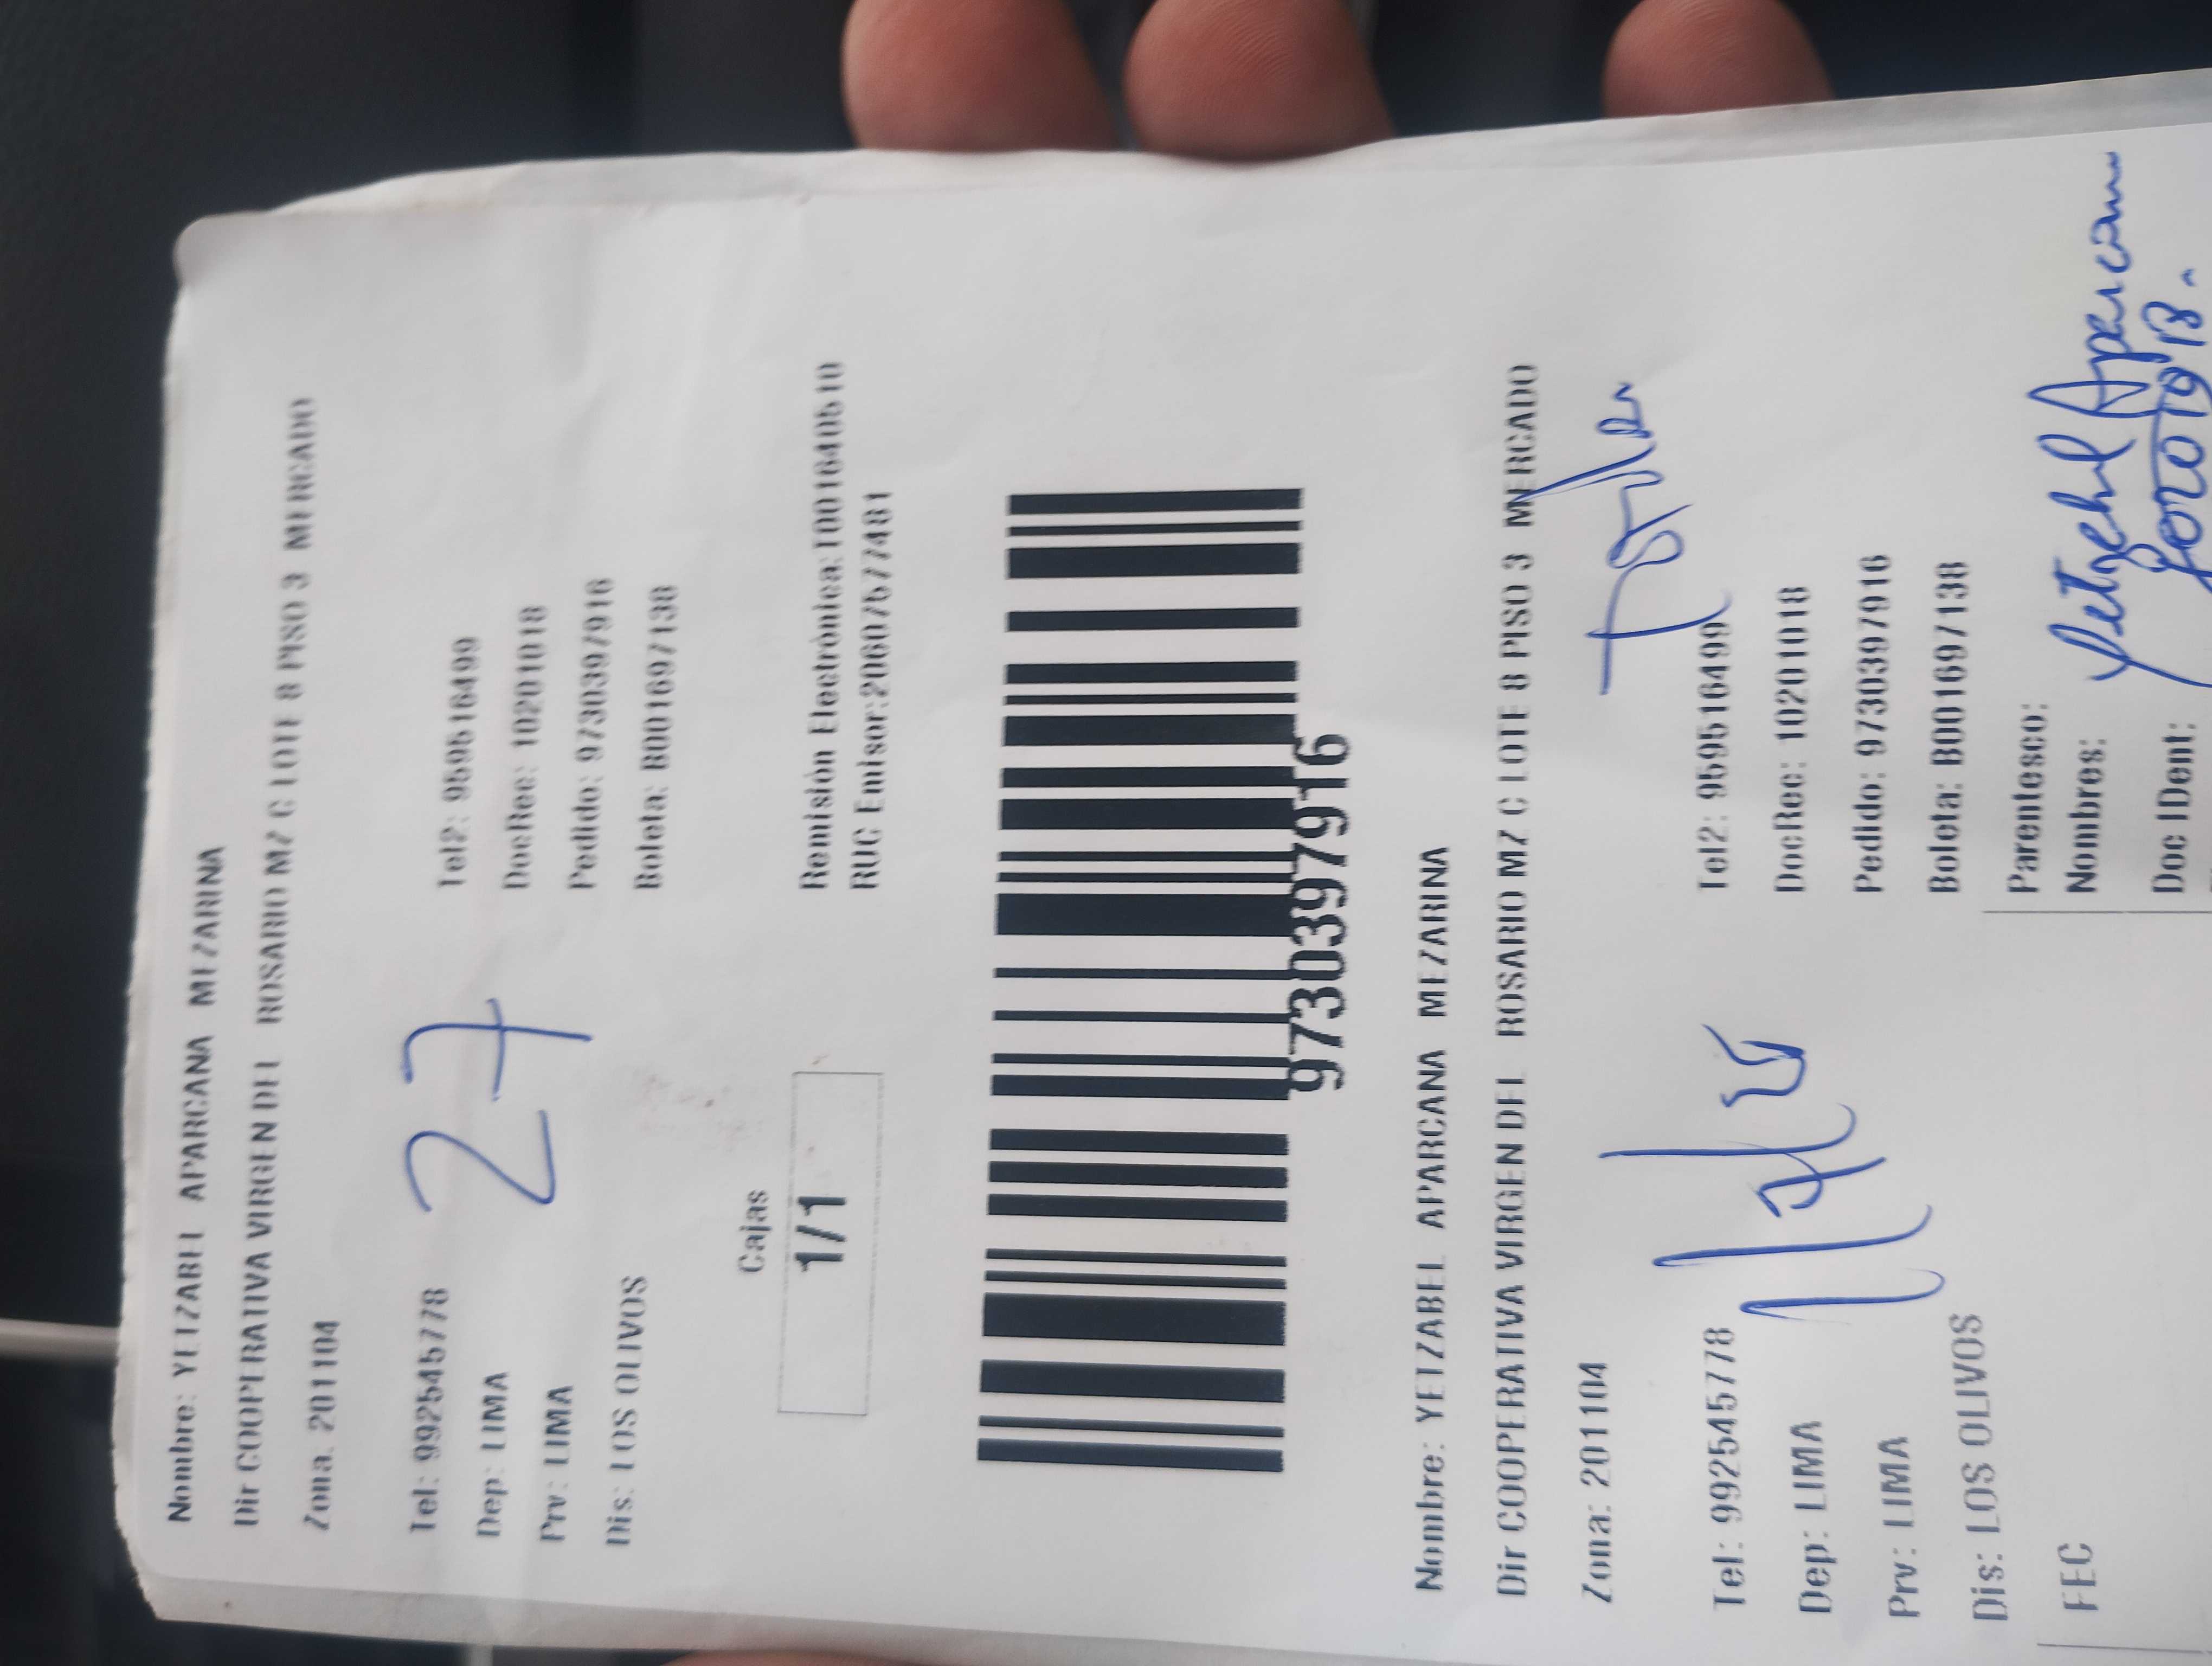 Nombre: YETZABEL APARCANA MEZARINA
Dir COOPERATIVA VIRGEN DEL ROSARIO MZ C LOTE 8 PISO 3 MERCADO
Zona: 201104
27
Tel: 992545778 Tel2: 959516499
Dep: LIMA DocRec: 10201018
Prv: LIMA Pedido: 9730397916
Dis: LOS OLIVOS Boleta: B001697138
Cajas
1/1
Remisión Electrónica:T00164
RUC Emisor:20607577481
9730397916
Nombre: YETZABEL APARCANA MEZARINA
Dir COOPERATIVA VIRGEN DEL ROSARIO MZ C LOTE 8 PISO 3 MERCADO
Zona: 201104
Tel: 992545778 Tel2: 959516499
Dep: LIMA DocRec: 10201018
Prv: LIMA Pedido: 9730397916
Dis: LOS OLIVOS Boleta: B001697138
Parentesco:
FEC Nombres:
Doc IDent: